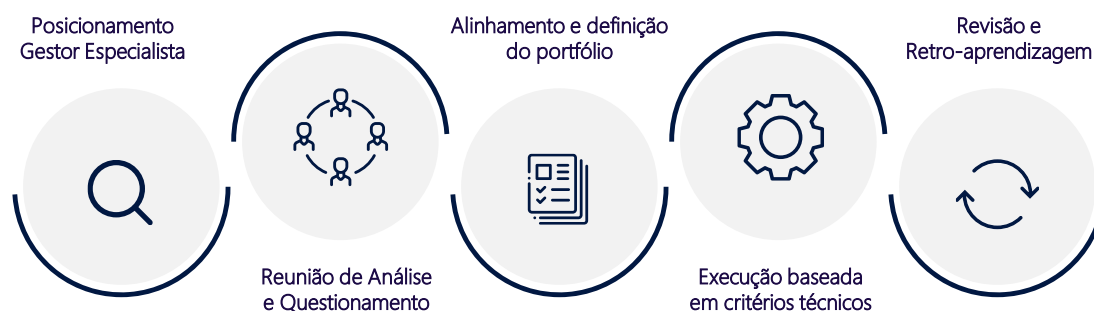 Posicionamento
Gestor Especialista
Reunião de Análise
e Questionamento
Alinhamento e definição
do portfólio
Execução baseada
em critérios técnicos
Revisão e
Retro-aprendizagem